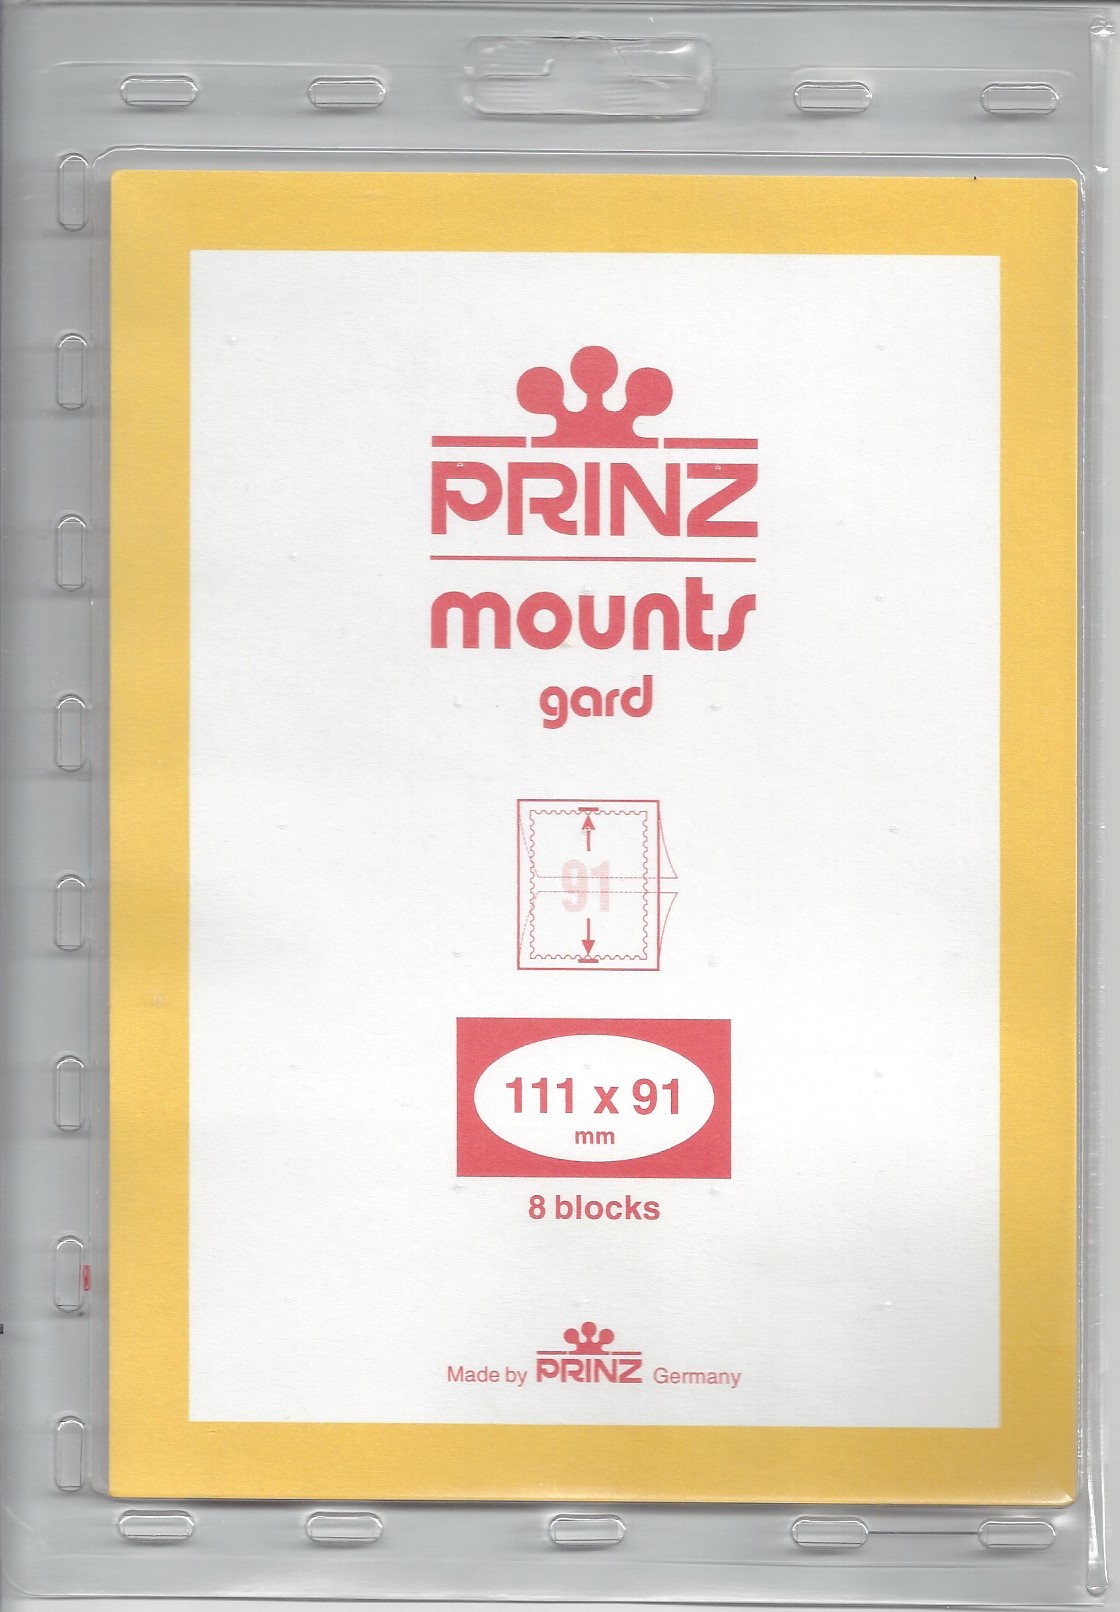 PRINZ
mounts
gard
91
111 x 91
mm
8 blocks
Made by PRINZ Germany